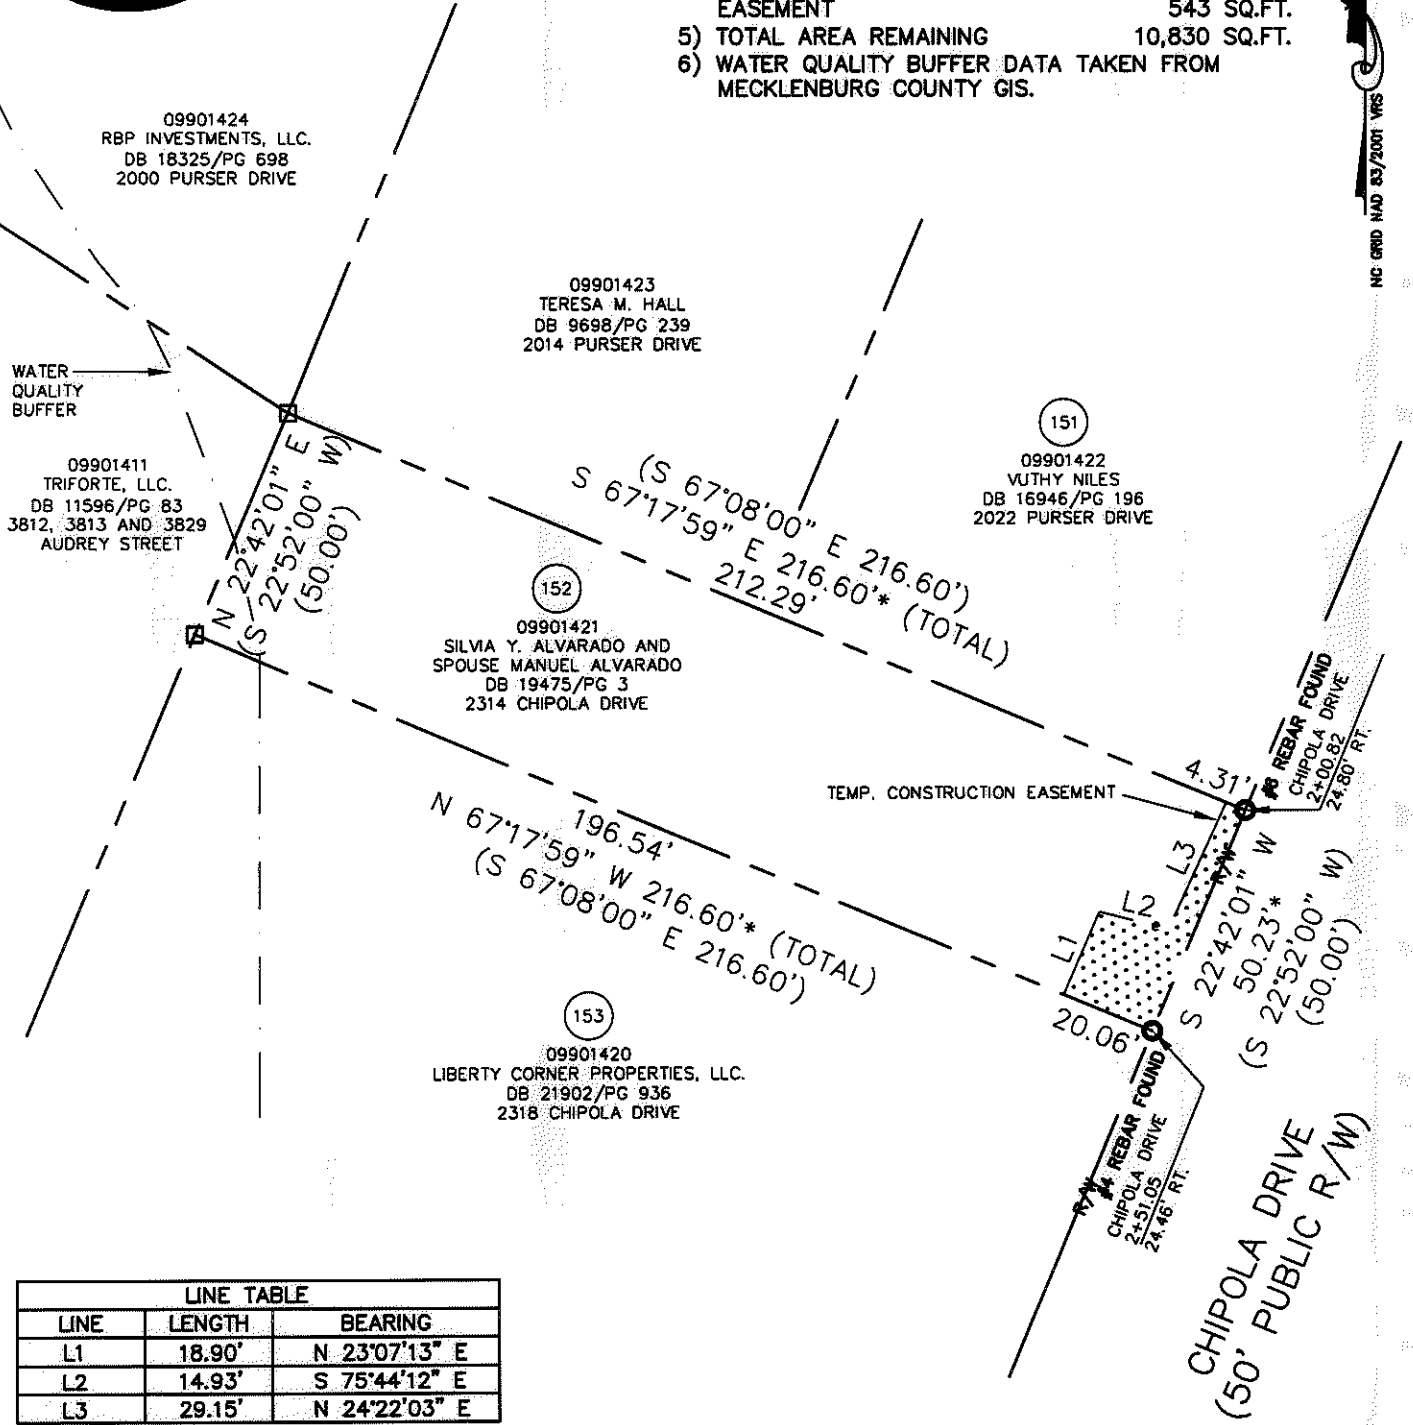 EASEMENT 543 SQ.FT.
5) TOTAL AREA REMAINING 10,830 SQ.FT.
6) WATER QUALITY BUFFER DATA TAKEN FROM
MECKLENBURG COUNTY GIS.
NC GRID NAD 83/2001 VRS
09901424
RBP INVESTMENTS, LLC.
DB 18325/PG 698
2000 PURSER DRIVE
09901423
TERESA M. HALL
DB 9698/PG 239
2014 PURSER DRIVE
WATER
QUALITY
BUFFER
151
09901422
VUTHY NILES
DB 16946/PG 196
2022 PURSER DRIVE
09901411
TRIFORTE, LLC.
DB 11596/PG 83
3812, 3813 AND 3829
AUDREY STREET
N 22°42'01" E
(S 22°52'00" W)
(50.00')
(S 67°08'00" E 216.60')
S 67°17'59" E 216.60'* (TOTAL)
212.29'
152
09901421
SILVIA Y. ALVARADO AND
SPOUSE MANUEL ALVARADO
DB 19475/PG 3
2314 CHIPOLA DRIVE
4.31'
#6 REBAR FOUND
CHIPOLA DRIVE
2+00.82
24.80' RT.
TEMP. CONSTRUCTION EASEMENT
196.54'
N 67°17'59" W 216.60'* (TOTAL)
(S 67°08'00" E 216.60')
L3
R/W
L2
L1
S 22°42'01" W
50.23'*
(S 22°52'00" W)
(50.00')
20.06'
153
09901420
LIBERTY CORNER PROPERTIES, LLC.
DB 21902/PG 936
2318 CHIPOLA DRIVE
R/W
#4 REBAR FOUND
CHIPOLA DRIVE
2+51.05
24.46' RT.
CHIPOLA DRIVE
(50' PUBLIC R/W)
LINE TABLE
LINE LENGTH BEARING
L1 18.90' N 23°07'13" E
L2 14.93' S 75°44'12" E
L3 29.15' N 24°22'03" E